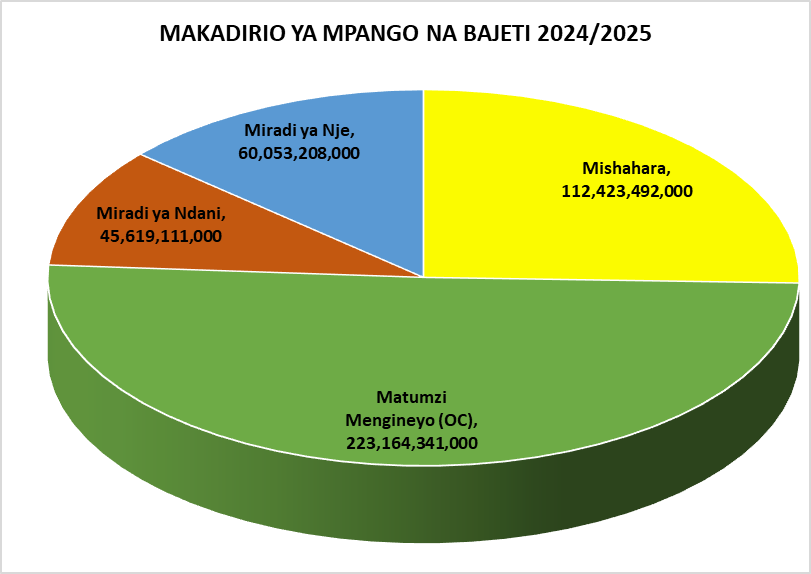 MAKADIRIO YA MPANGO NA BAJETI 2024/2025
Miradi ya Nje,
60,053,208,000
Mishahara,
112,423,492,000
Miradi ya Ndani,
45,619,111,000
Matumzi
Mengineyo (OC),
223,164,341,000